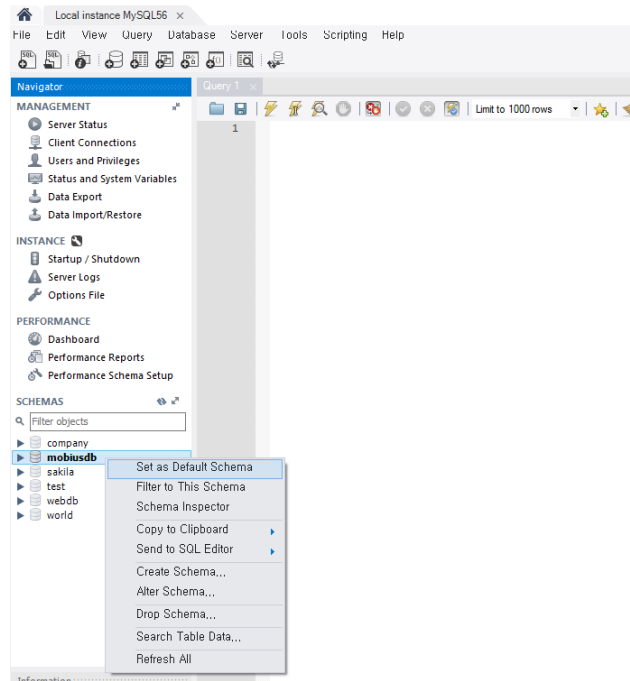 Local instance MySQL56 ×
File Edit View Query Database Server Tools Scripting Help
Navigator
Query 1 ×
MANAGEMENT
Limit to 1000 rows
Server Status
1
Client Connections
Users and Privileges
Status and System Variables
Data Export
Data Import/Restore
INSTANCE
Startup / Shutdown
Server Logs
Options File
PERFORMANCE
Dashboard
Performance Reports
Performance Schema Setup
SCHEMAS
Filter objects
company
mobiusdb
sakila
test
webdb
world
Set as Default Schema
Filter to This Schema
Schema Inspector
Copy to Clipboard
Send to SQL Editor
Create Schema...
Alter Schema...
Drop Schema...
Search Table Data...
Refresh All
Information